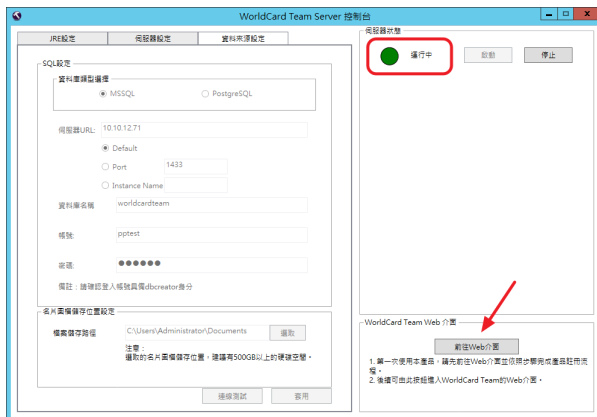 WorldCard Team Server 控制台
JRE設定
伺服器設定
資料來源設定
SQL設定
資料庫類型選擇
MSSQL
PostgreSQL
伺服器URL:
10.10.12.71
Default
Port
1433
Instance Name
資料庫名稱
worldcardteam
帳號:
pptest
密碼:
●●●●●●
備註：請確認登入帳號具備dbcreator身分
名片圖檔儲存位置設定
檔案儲存路徑
C:\Users\Administrator\Documents
選取
注意：
選取的名片圖檔儲存位置，建議有500GB以上的硬碟空間。
連線測試
套用
伺服器狀態
運行中
啟動
停止
WorldCard Team Web 介面
前往Web介面
1. 第一次使用本產品，請先前往Web介面並依照步驟完成產品註冊流
程。
2. 後續可由此按鈕進入WorldCard Team的Web介面。